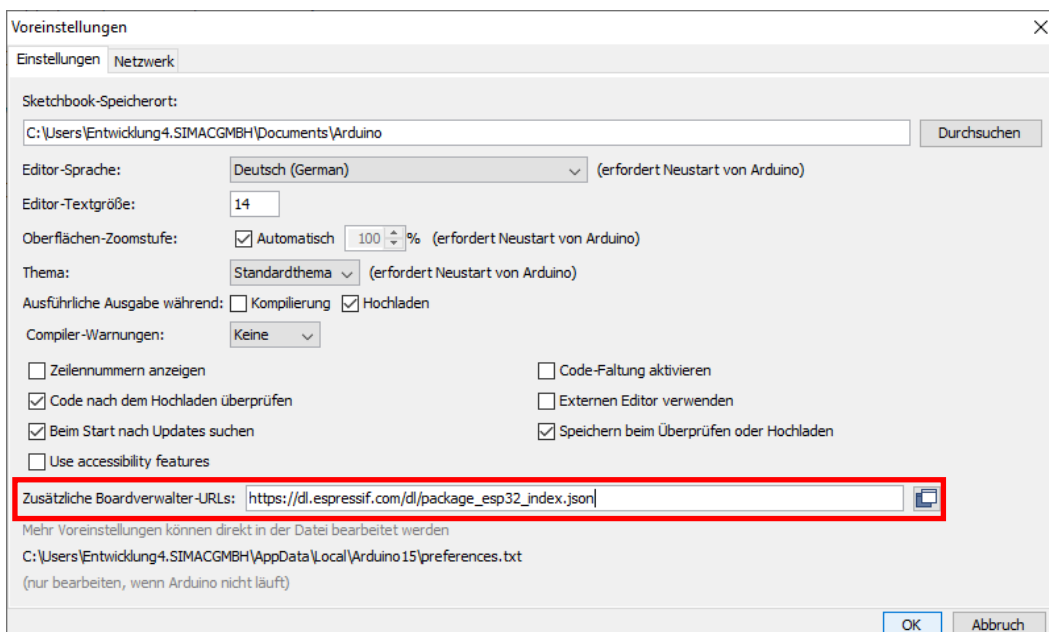 Voreinstellungen
Einstellungen Netzwerk
Sketchbook-Speicherort:
C:\Users\Entwicklung4.SIMACGMBH\Documents\Arduino Durchsuchen
Editor-Sprache: Deutsch (German) (erfordert Neustart von Arduino)
Editor-Textgröße: 14
Oberflächen-Zoomstufe: Automatisch 100 % (erfordert Neustart von Arduino)
Thema: Standardthema (erfordert Neustart von Arduino)
Ausführliche Ausgabe während: Kompilierung Hochladen
Compiler-Warnungen: Keine
Zeilennummern anzeigen Code-Faltung aktivieren
Code nach dem Hochladen überprüfen Externen Editor verwenden
Beim Start nach Updates suchen Speichern beim Überprüfen oder Hochladen
Use accessibility features
Zusätzliche Boardverwalter-URLs: https://dl.espressif.com/dl/package_esp32_index.json
Mehr Voreinstellungen können direkt in der Datei bearbeitet werden
C:\Users\Entwicklung4.SIMACGMBH\AppData\Local\Arduino15\preferences.txt
(nur bearbeiten, wenn Arduino nicht läuft)
OK Abbruch